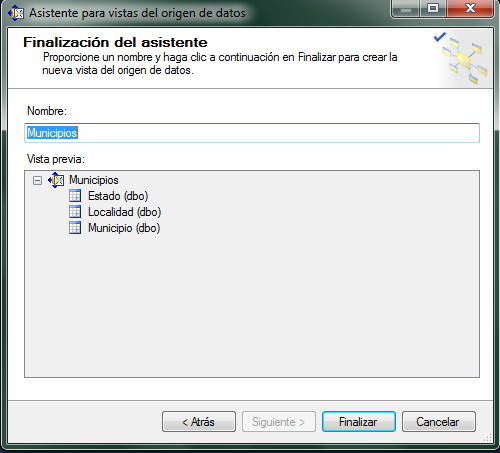 Asistente para vistas del origen de datos
Finalización del asistente
Proporcione un nombre y haga clic a continuación en Finalizar para crear la
nueva vista del origen de datos.
Nombre:
Municipios
Vista previa:
Municipios
Estado (dbo)
Localidad (dbo)
Municipio (dbo)
< Atrás
Siguiente >
Finalizar
Cancelar